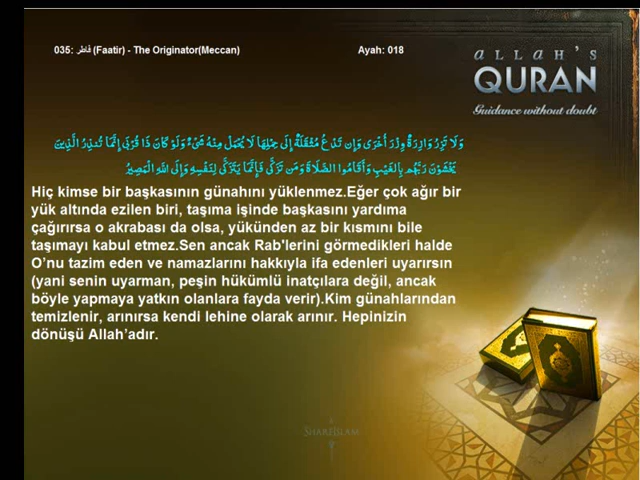 035: فاطر (Faatir) - The Originator(Meccan) Ayah: 018
ALLAH'S
QURAN
Guidance without doubt
وَلَا تَزِرُ وَازِرَةٌ وِزْرَ أُخْرَى وَإِن تَدْعُ مُثْقَلَةٌ إِلَى حِمْلِهَا لَا يُحْمَلْ مِنْهُ شَيْءٌ وَلَوْ كَانَ ذَا قُرْبَى إِنَّمَا تُنذِرُ الَّذِينَ
يَخْشَوْنَ رَبَّهُم بِالْغَيْبِ وَأَقَامُوا الصَّلَاةَ وَمَن تَزَكَّى فَإِنَّمَا يَتَزَكَّى لِنَفْسِهِ وَإِلَى اللَّهِ الْمَصِيرُ
Hiç kimse bir başkasının günahını yüklenmez.Eğer çok ağır bir
yük altında ezilen biri, taşıma işinde başkasını yardıma
çağırırsa o akrabası da olsa, yükünden az bir kısmını bile
taşımayı kabul etmez.Sen ancak Rab'lerini görmedikleri halde
O'nu tazim eden ve namazlarını hakkıyla ifa edenleri uyarırsın
(yani senin uyarman, peşin hükümlü inatçılara değil, ancak
böyle yapmaya yatkın olanlara fayda verir).Kim günahlarından
temizlenir, arınırsa kendi lehine olarak arınır. Hepinizin
dönüşü Allah'adır.
SHAREISLAM